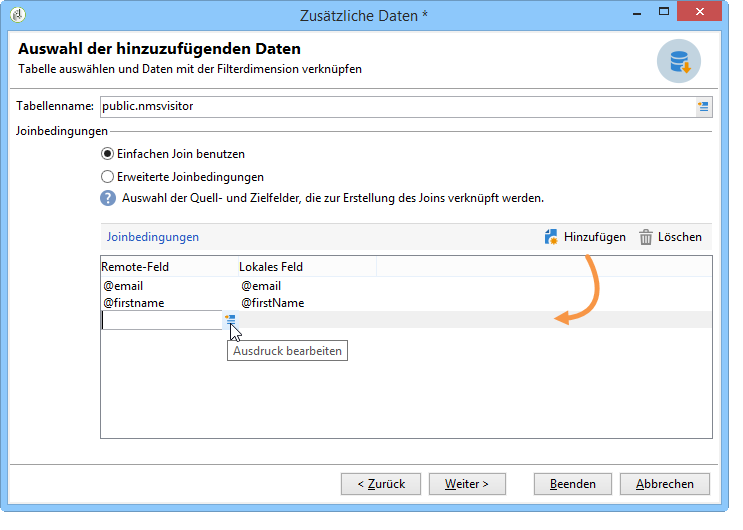 Zusätzliche Daten *
Auswahl der hinzuzufügenden Daten
Tabelle auswählen und Daten mit der Filterdimension verknüpfen
Tabellenname: public.nmsvisitor
Joinbedingungen
Einfachen Join benutzen
Erweiterte Joinbedingungen
? Auswahl der Quell- und Zielfelder, die zur Erstellung des Joins verknüpft werden.
Joinbedingungen Hinzufügen Löschen
Remote-Feld Lokales Feld
@email @email
@firstname @firstName
Ausdruck bearbeiten
< Zurück Weiter > Beenden Abbrechen